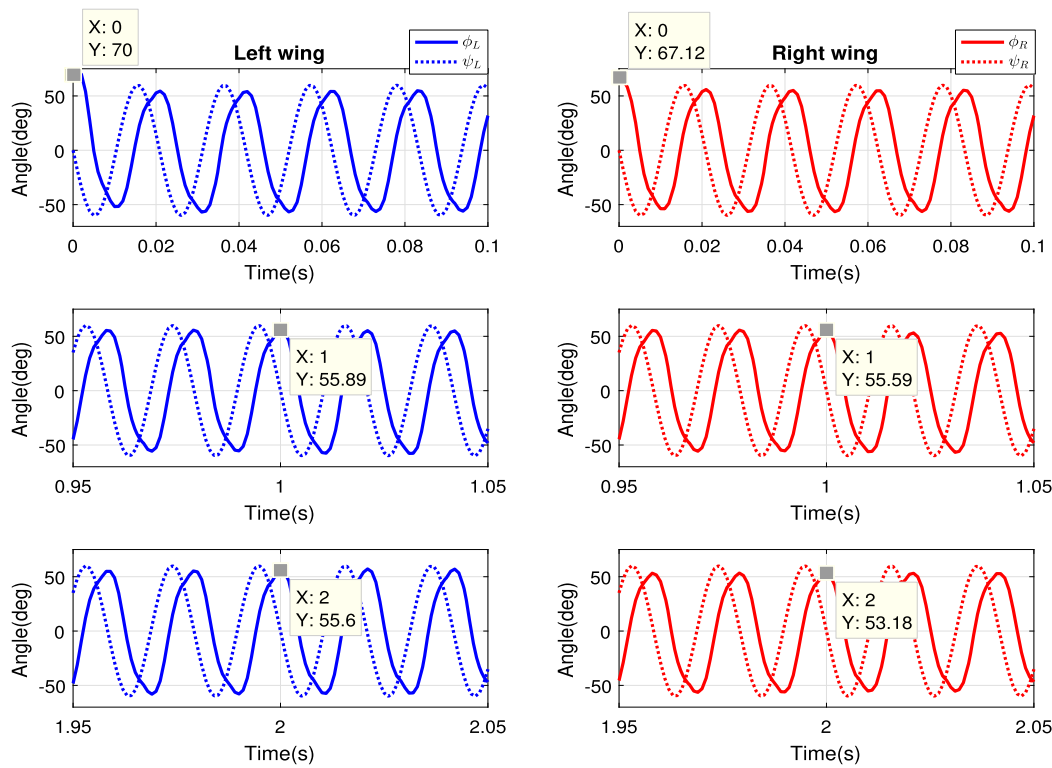 X: 0
Y: 70
Left wing
ϕ_L
ψ_L
50
0
-50
Angle(deg)
0 0.02 0.04 0.06 0.08 0.1
Time(s)
X: 0
Y: 67.12
Right wing
ϕ_R
ψ_R
50
0
-50
Angle(deg)
0 0.02 0.04 0.06 0.08 0.1
Time(s)
50
0
-50
Angle(deg)
X: 1
Y: 55.89
0.95 1 1.05
Time(s)
50
0
-50
Angle(deg)
X: 1
Y: 55.59
0.95 1 1.05
Time(s)
50
0
-50
Angle(deg)
X: 2
Y: 55.6
1.95 2 2.05
Time(s)
50
0
-50
Angle(deg)
X: 2
Y: 53.18
1.95 2 2.05
Time(s)